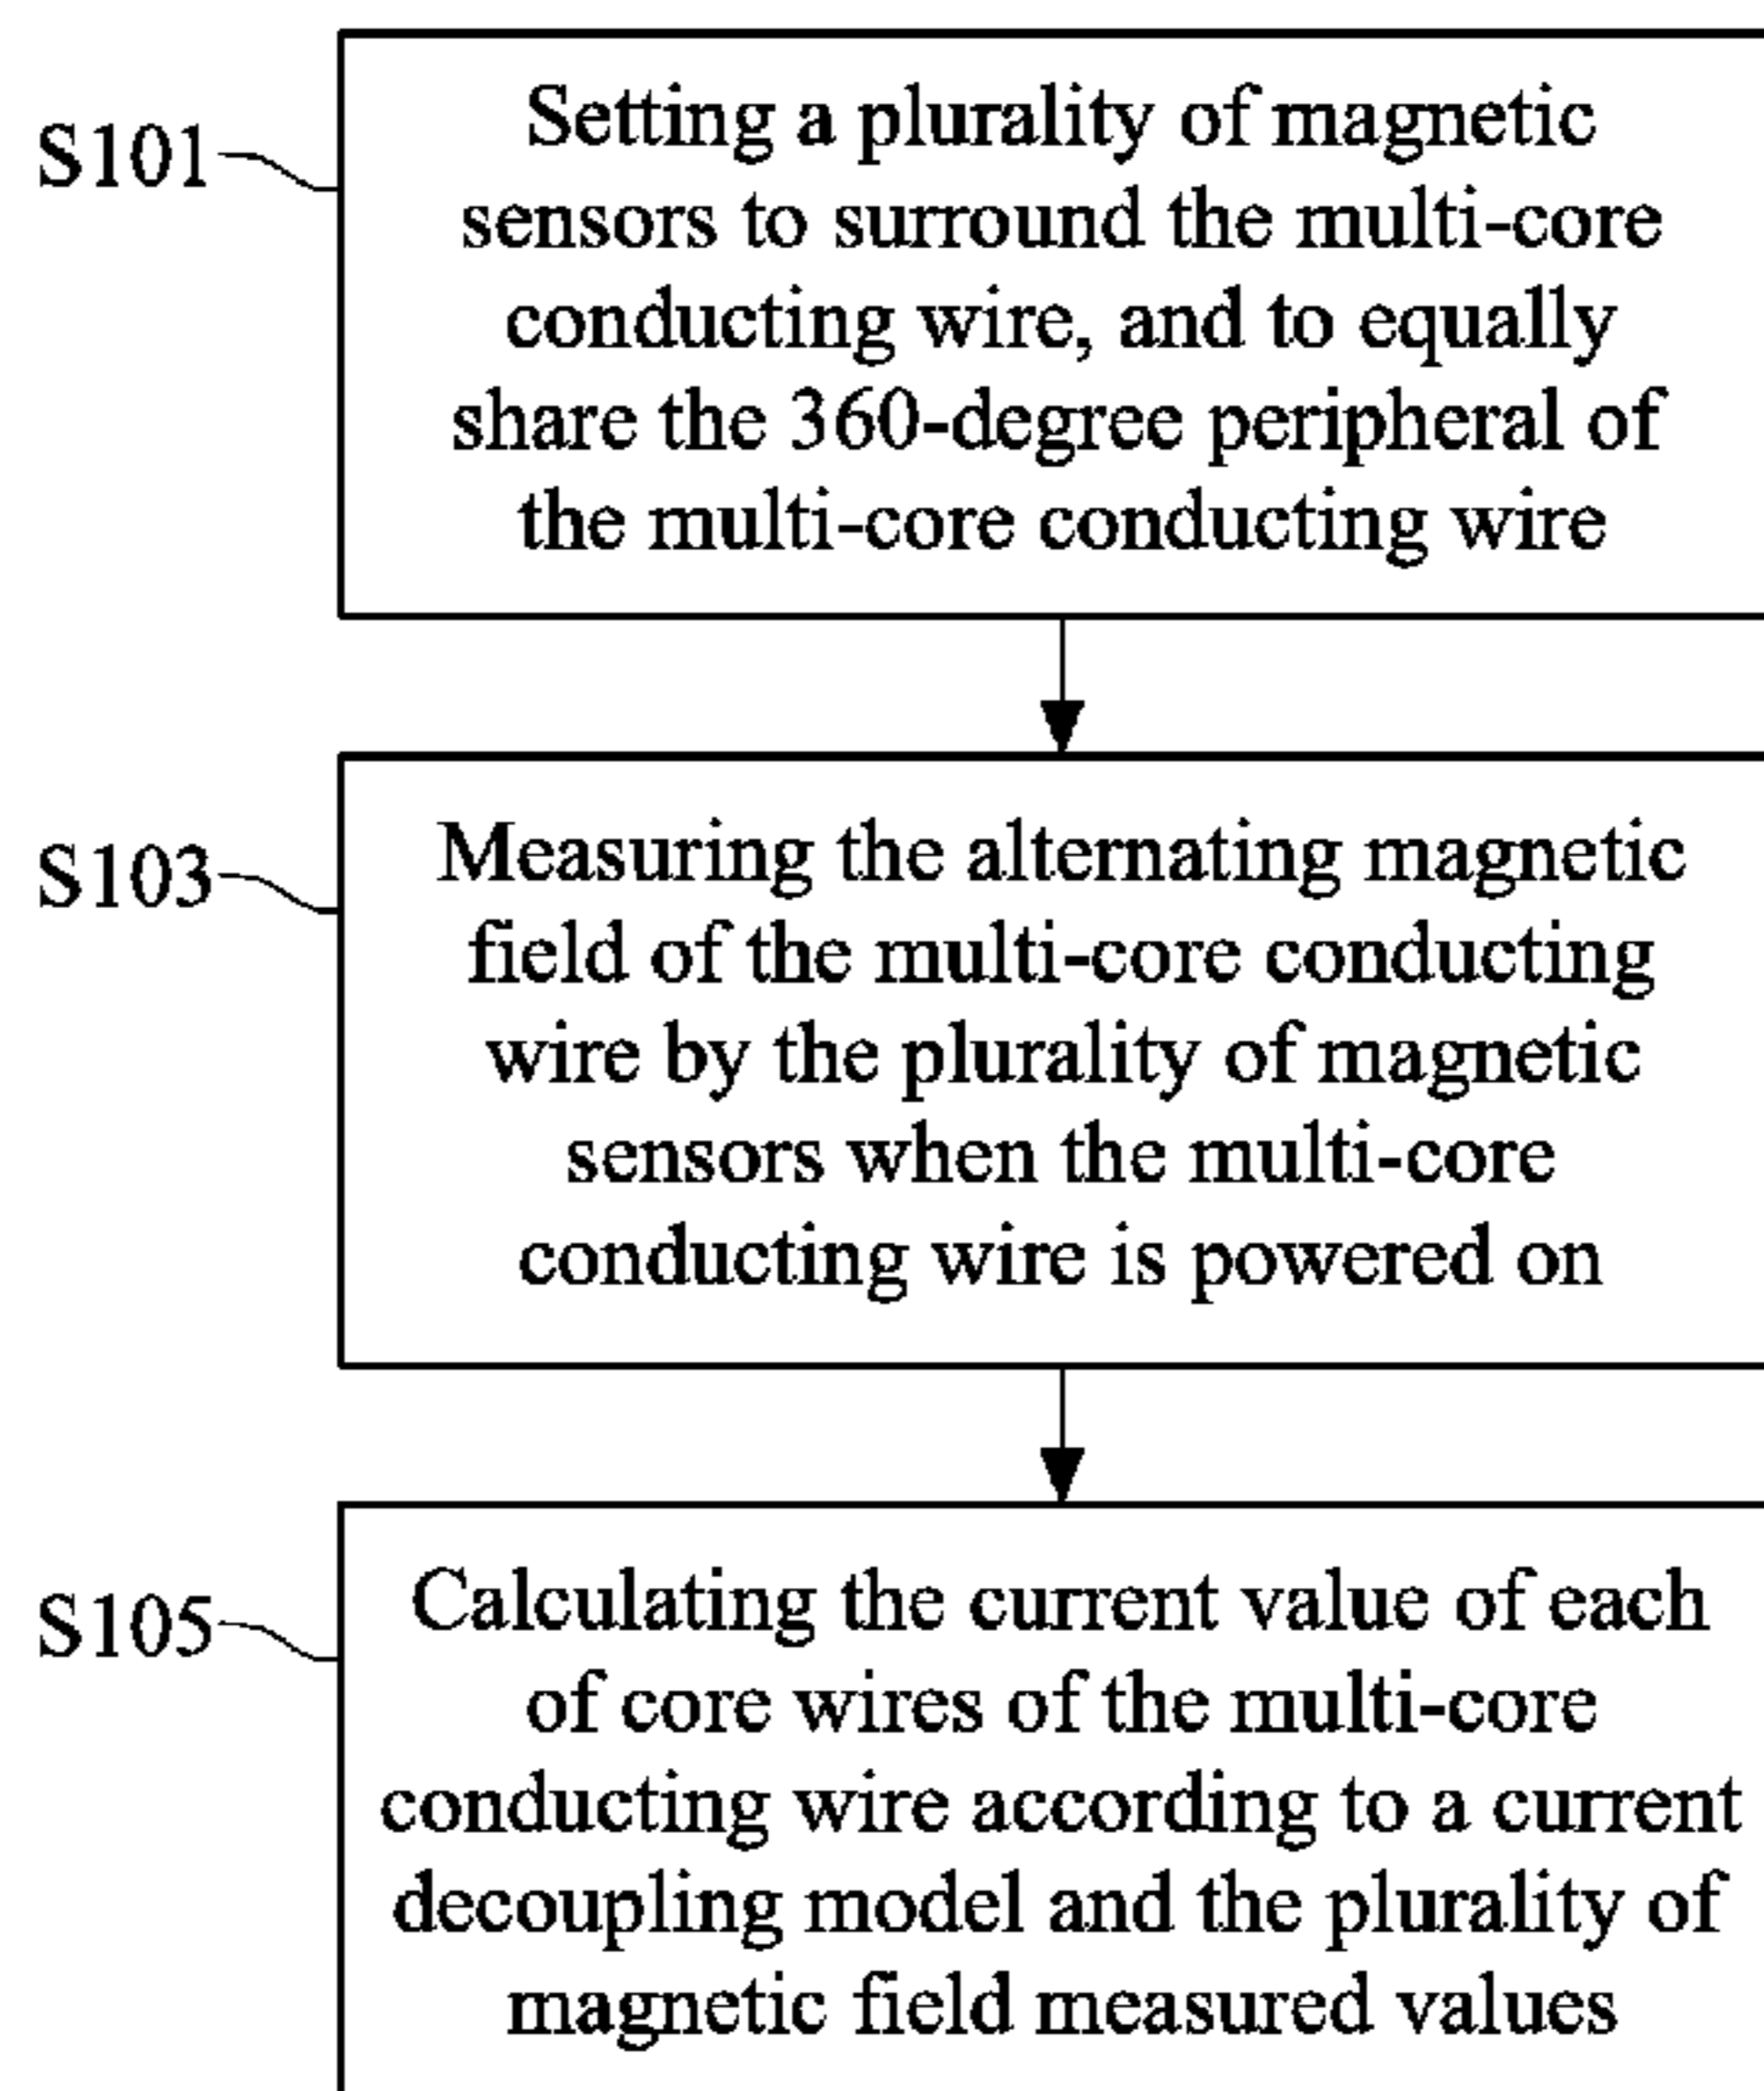 S101
Setting a plurality of magnetic
sensors to surround the multi-core
conducting wire, and to equally
share the 360-degree peripheral of
the multi-core conducting wire
S103
Measuring the alternating magnetic
field of the multi-core conducting
wire by the plurality of magnetic
sensors when the multi-core
conducting wire is powered on
S105
Calculating the current value of each
of core wires of the multi-core
conducting wire according to a current
decoupling model and the plurality of
magnetic field measured values